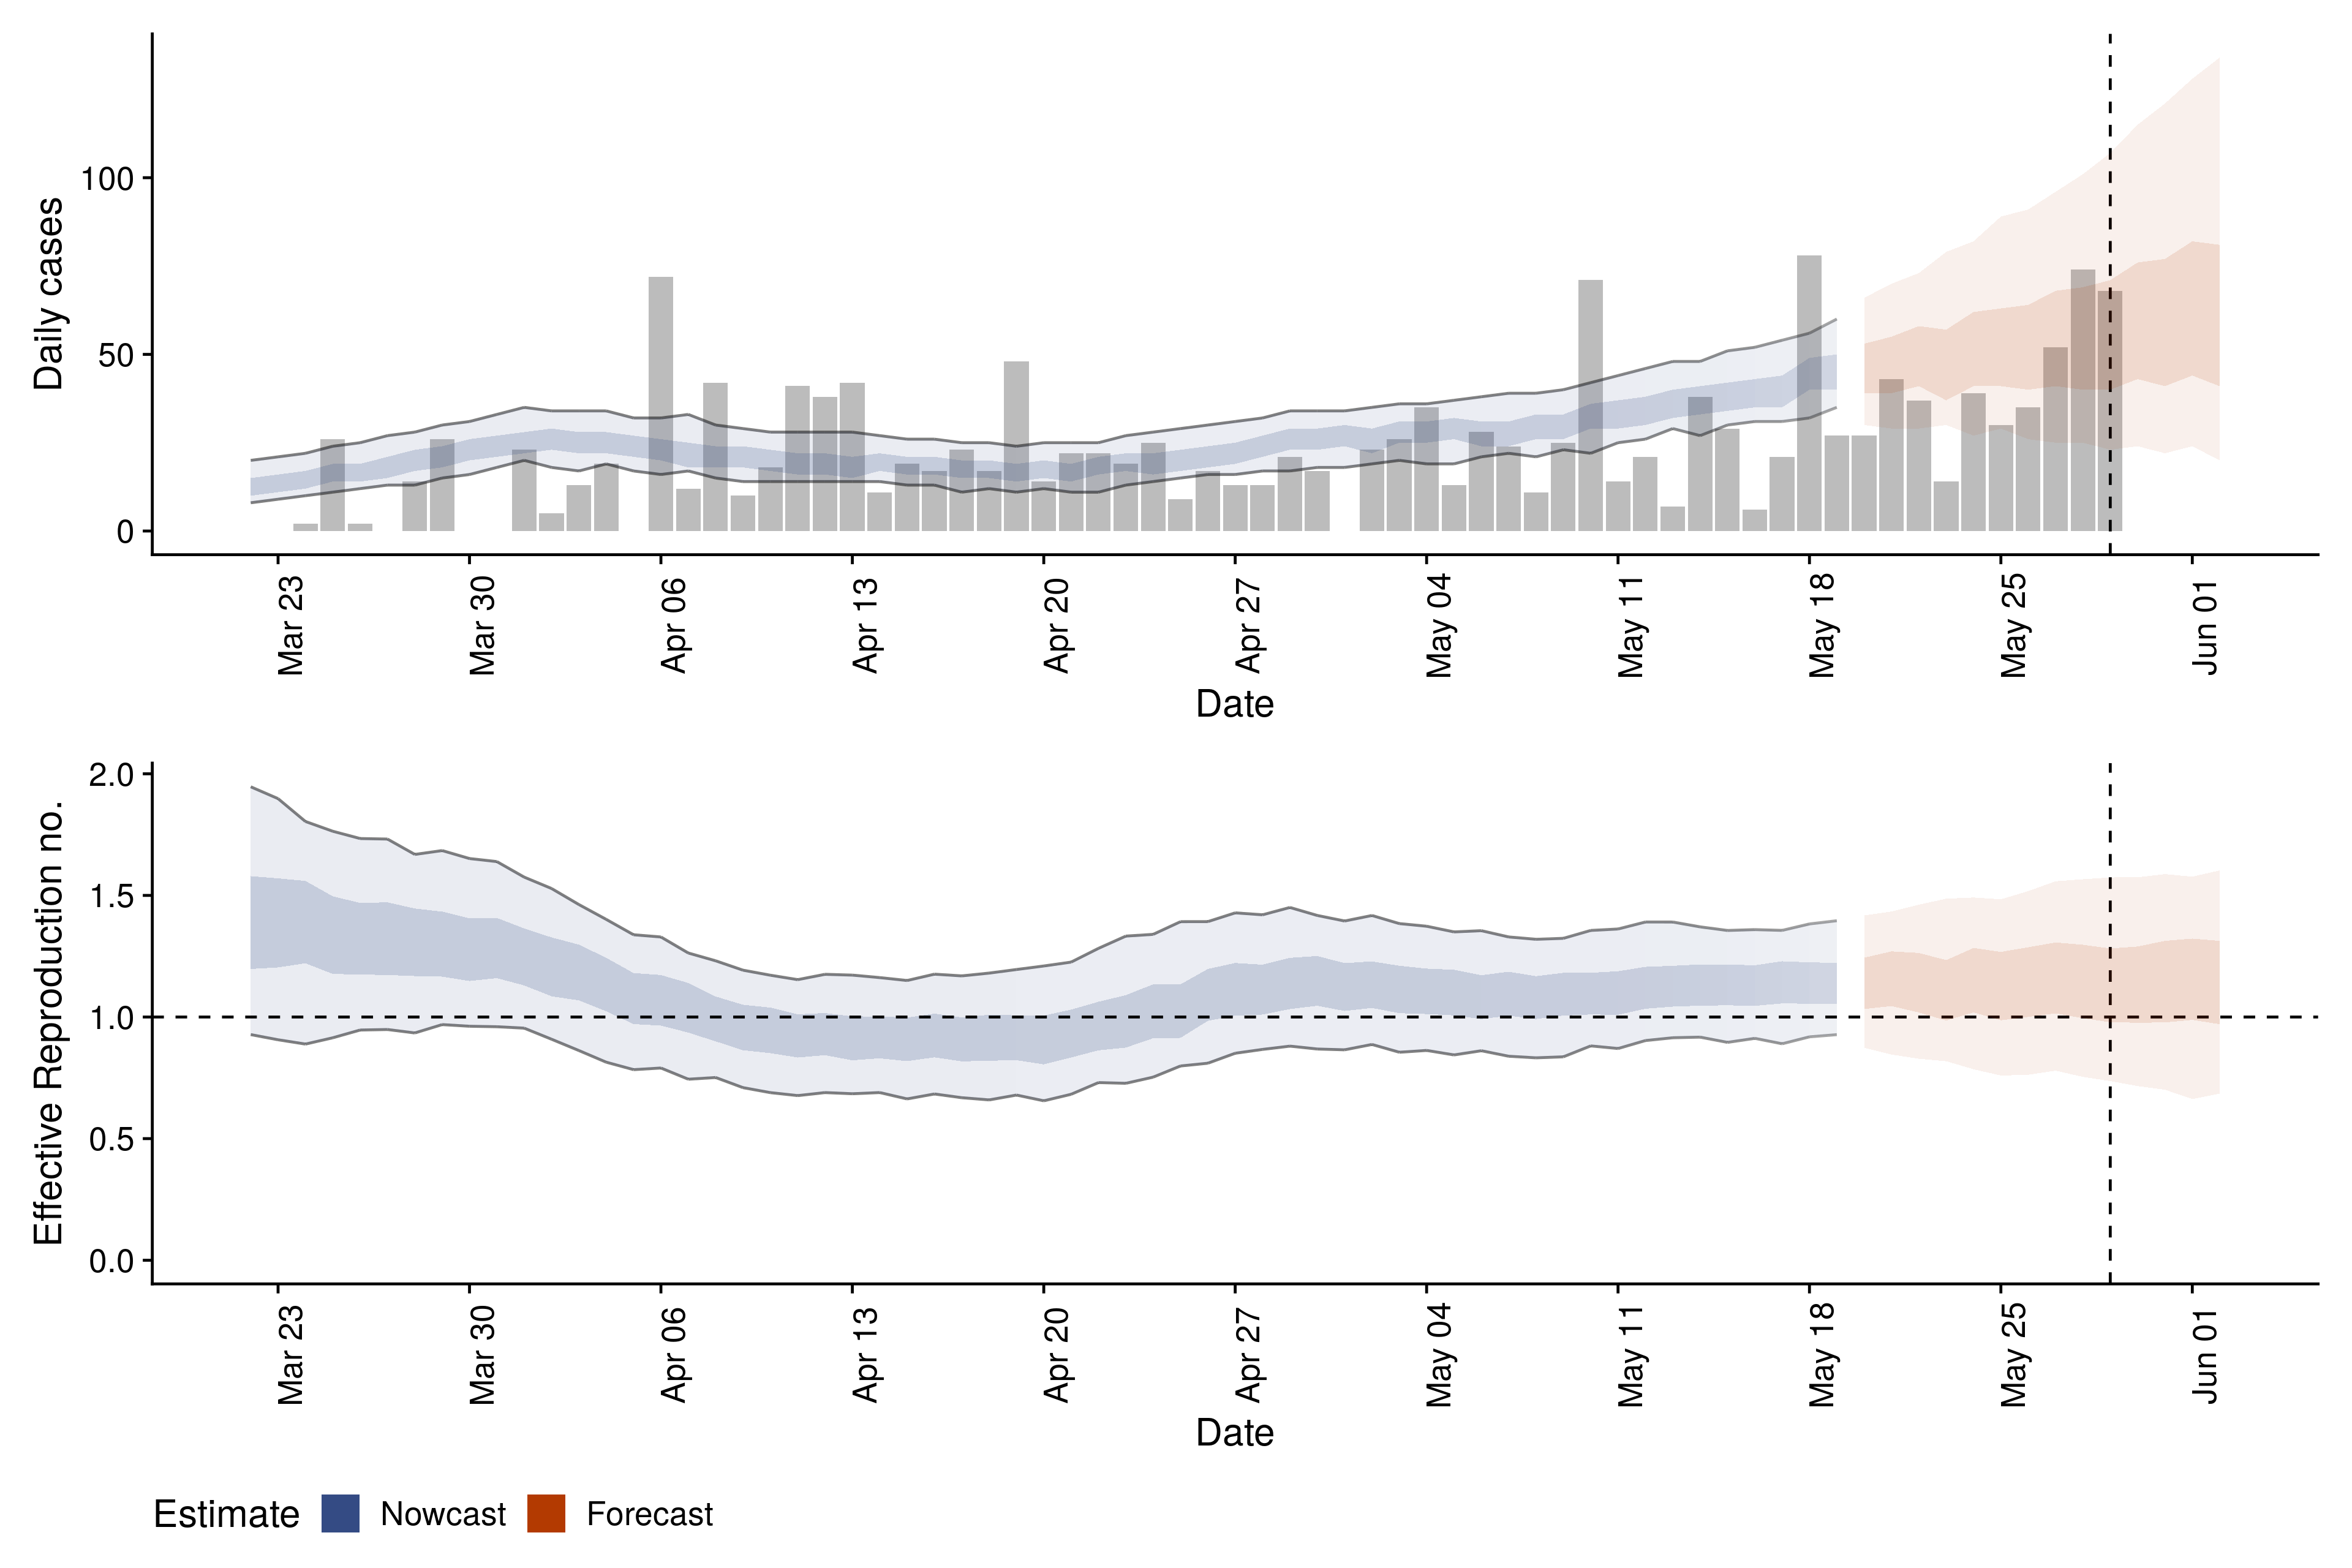 Daily cases
100
50
0
Mar 23 Mar 30 Apr 06 Apr 13 Apr 20 Apr 27 May 04 May 11 May 18 May 25 Jun 01
Date
Effective Reproduction no.
2.0
1.5
1.0
0.5
0.0
Mar 23 Mar 30 Apr 06 Apr 13 Apr 20 Apr 27 May 04 May 11 May 18 May 25 Jun 01
Date
Estimate Nowcast Forecast